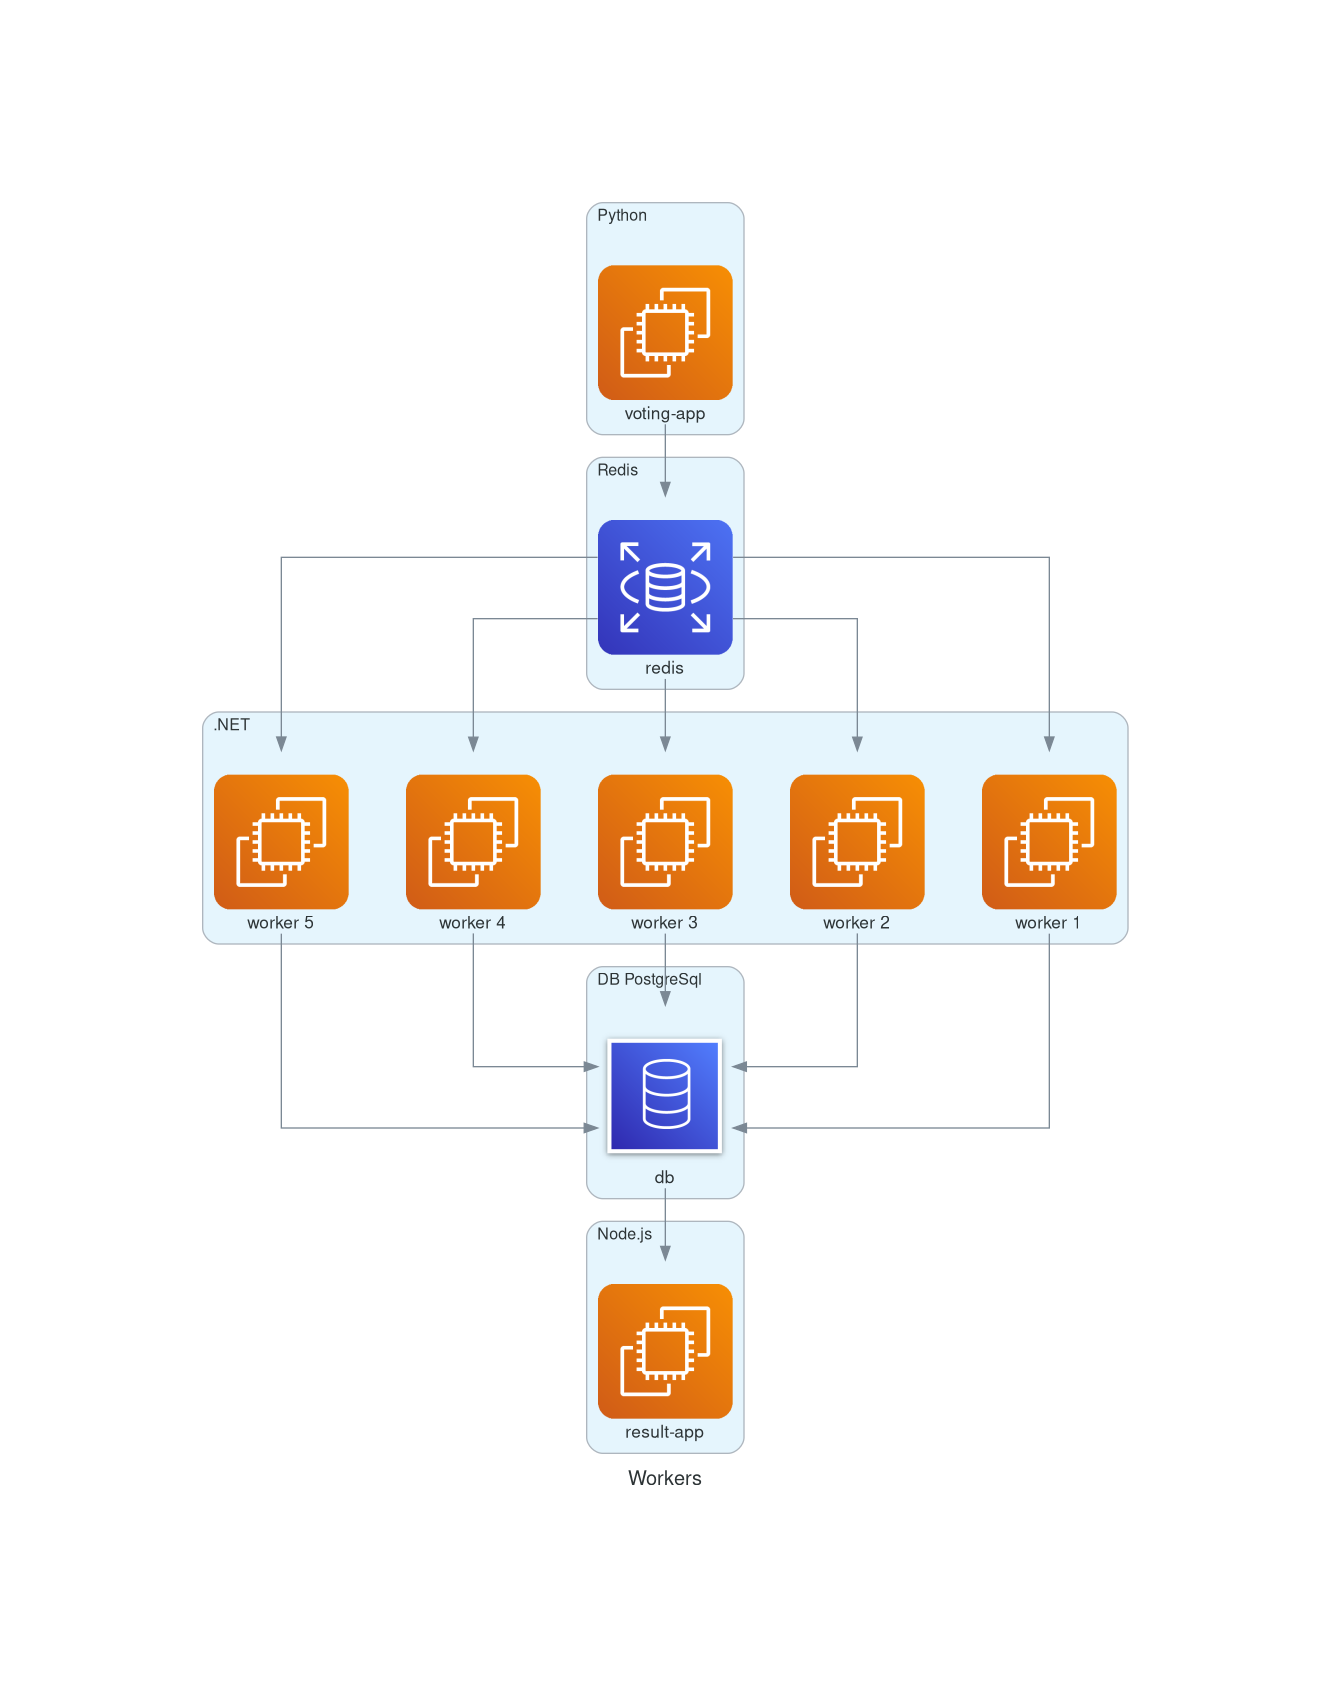 Python
voting-app
Redis
redis
.NET
worker 5
worker 4
worker 3
worker 2
worker 1
DB PostgreSql
db
Node.js
result-app
Workers